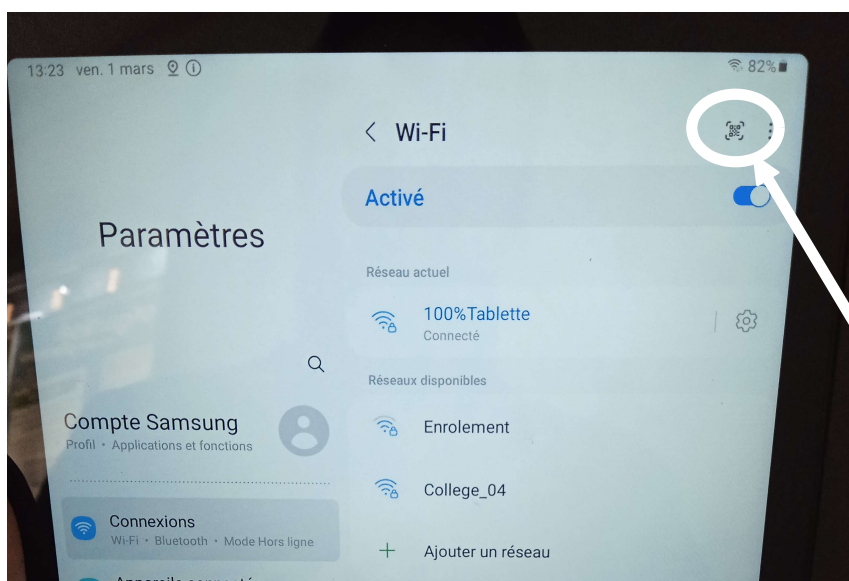 13:23 ven. 1 mars
82%
Wi-Fi
Activé
Paramètres
Réseau actuel
100%Tablette
Connecté
Réseaux disponibles
Compte Samsung
Profil • Applications et fonctions
Enrolement
College_04
Connexions
Wi-Fi • Bluetooth • Mode Hors ligne
Ajouter un réseau